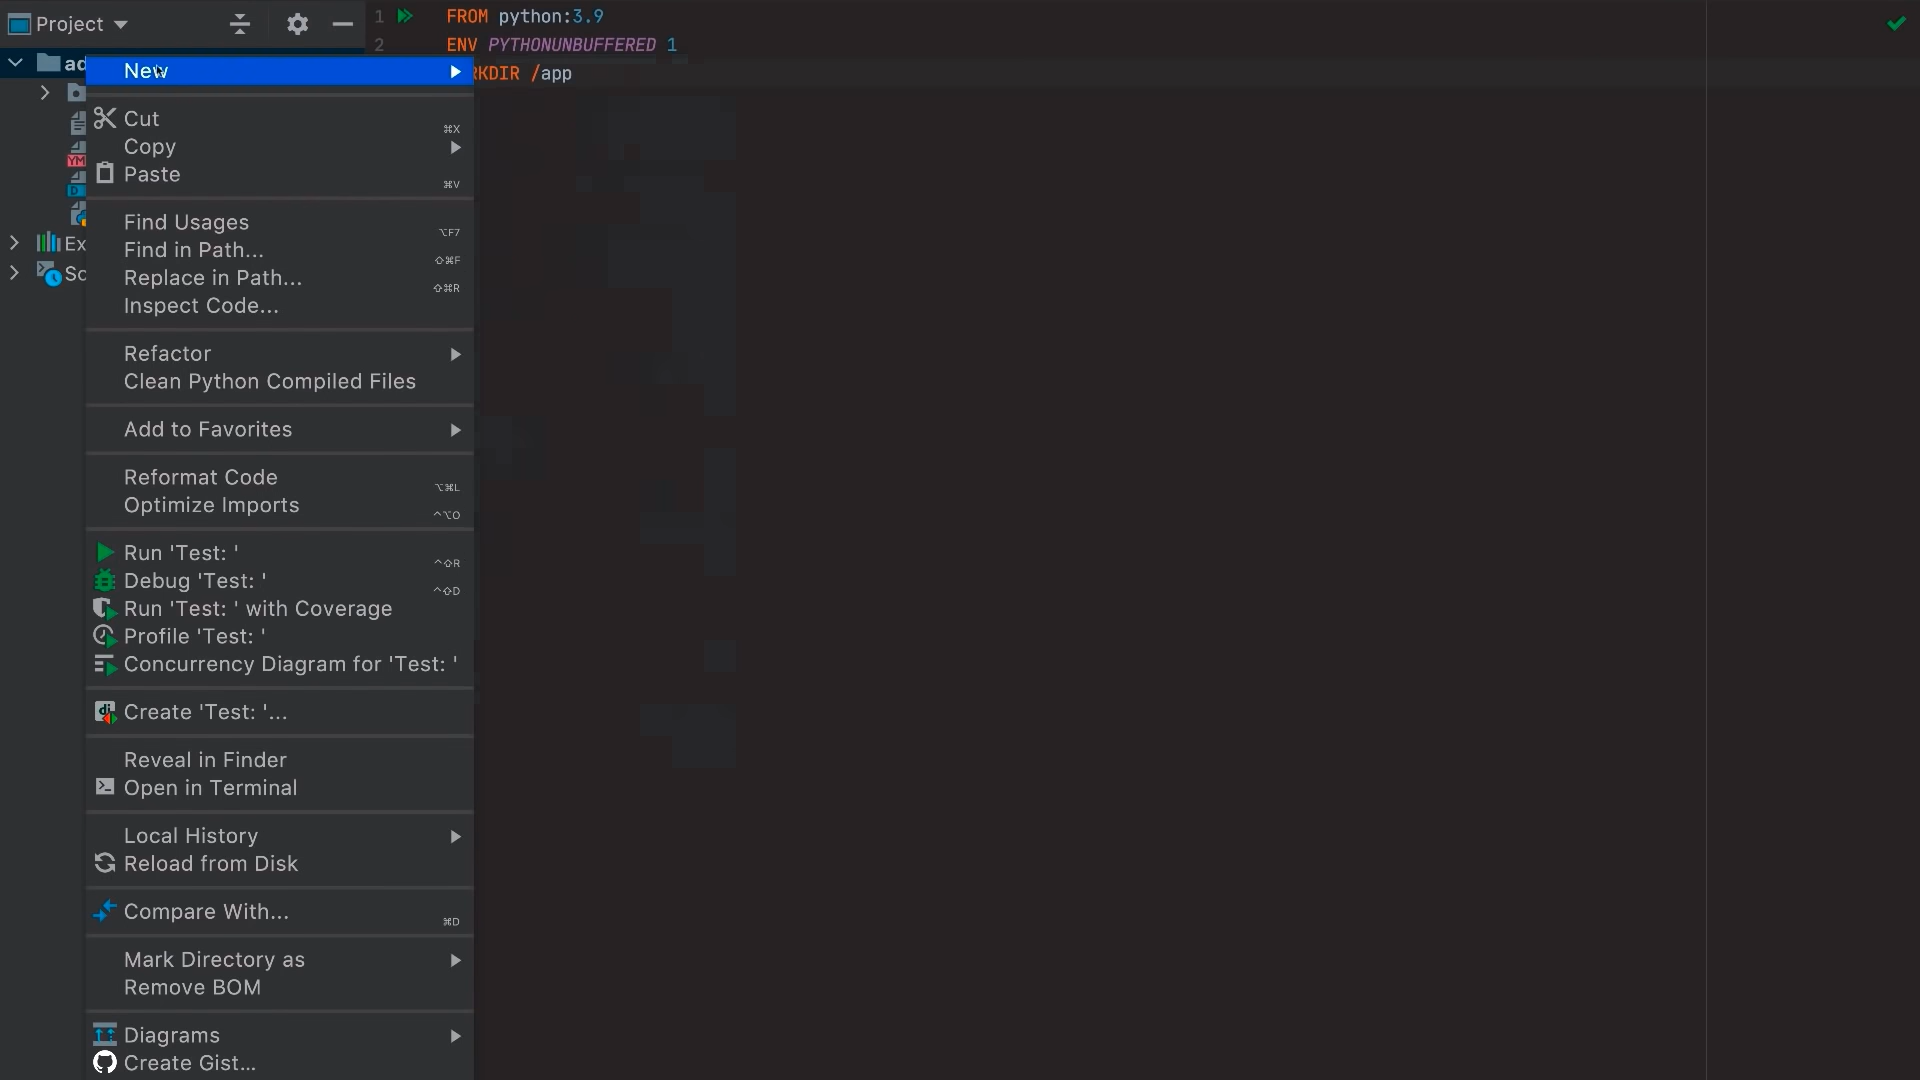 Project
1 FROM python:3.9
2 ENV PYTHONUNBUFFERED 1
RKDIR /app
ad
New
Cut ⌘X
Copy
Paste ⌘V
YM
D
Find Usages ⌥F7
Find in Path... ⇧⌘F
Ex
Replace in Path... ⇧⌘R
Sc
Inspect Code...
Refactor
Clean Python Compiled Files
Add to Favorites
Reformat Code ⌥⌘L
Optimize Imports ^⌥O
Run 'Test: ' ^⇧R
Debug 'Test: ' ^⇧D
Run 'Test: ' with Coverage
Profile 'Test: '
Concurrency Diagram for 'Test: '
dj Create 'Test: '...
Reveal in Finder
Open in Terminal
Local History
Reload from Disk
Compare With... ⌘D
Mark Directory as
Remove BOM
Diagrams
Create Gist...